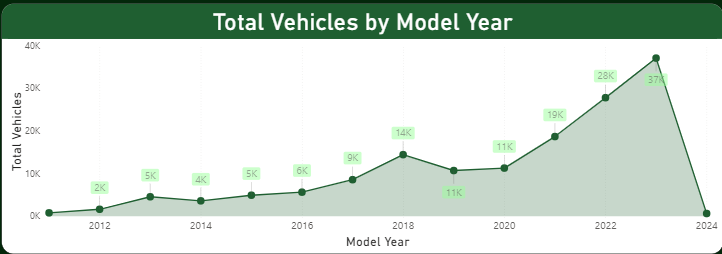 Total Vehicles by Model Year
40K
30K
20K
10K
0K
Total Vehicles
2K
5K
4K
5K
6K
9K
14K
11K
11K
19K
28K
37K
2012
2014
2016
2018
2020
2022
2024
Model Year